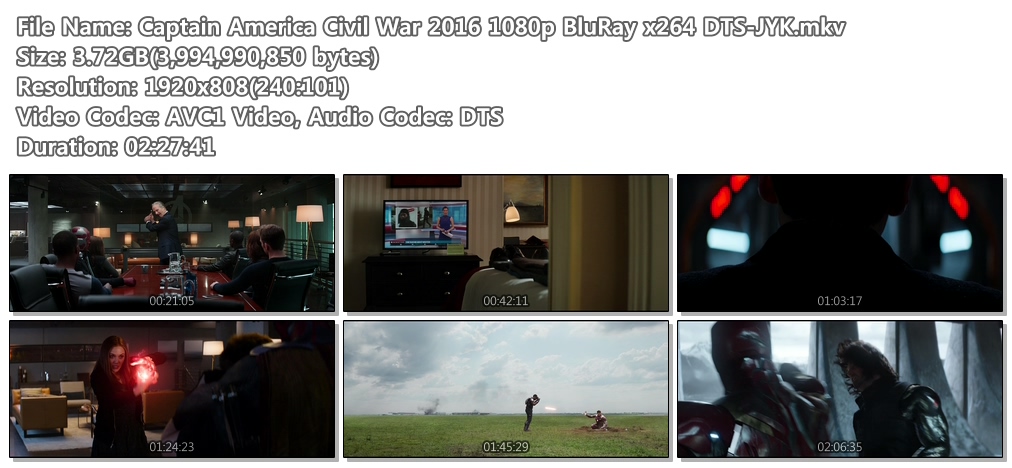 File Name: Captain America Civil War 2016 1080p BluRay x264 DTS-JYK.mkv
Size: 3.72GB(3,994,990,850 bytes)
Resolution: 1920x808(240:101)
Video Codec: AVC1 Video, Audio Codec: DTS
Duration: 02:27:41
00:21:05 00:42:11 01:03:17
01:24:23 01:45:29 02:06:35